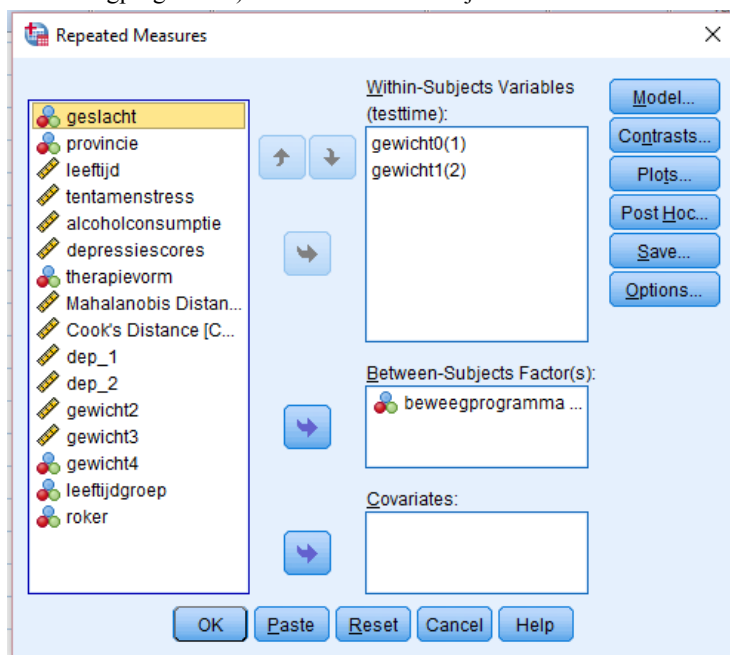 Repeated Measures
geslacht
provincie
leeftijd
tentamenstress
alcoholconsumptie
depressiescores
therapievorm
Mahalanobis Distan...
Cook's Distance [C...
dep_1
dep_2
gewicht2
gewicht3
gewicht4
leeftijdgroep
roker
Within-Subjects Variables
(testtime):
gewicht0(1)
gewicht1(2)
Between-Subjects Factor(s):
beweegprogramma ...
Covariates:
Model...
Contrasts...
Plots...
Post Hoc...
Save...
Options...
OK Paste Reset Cancel Help